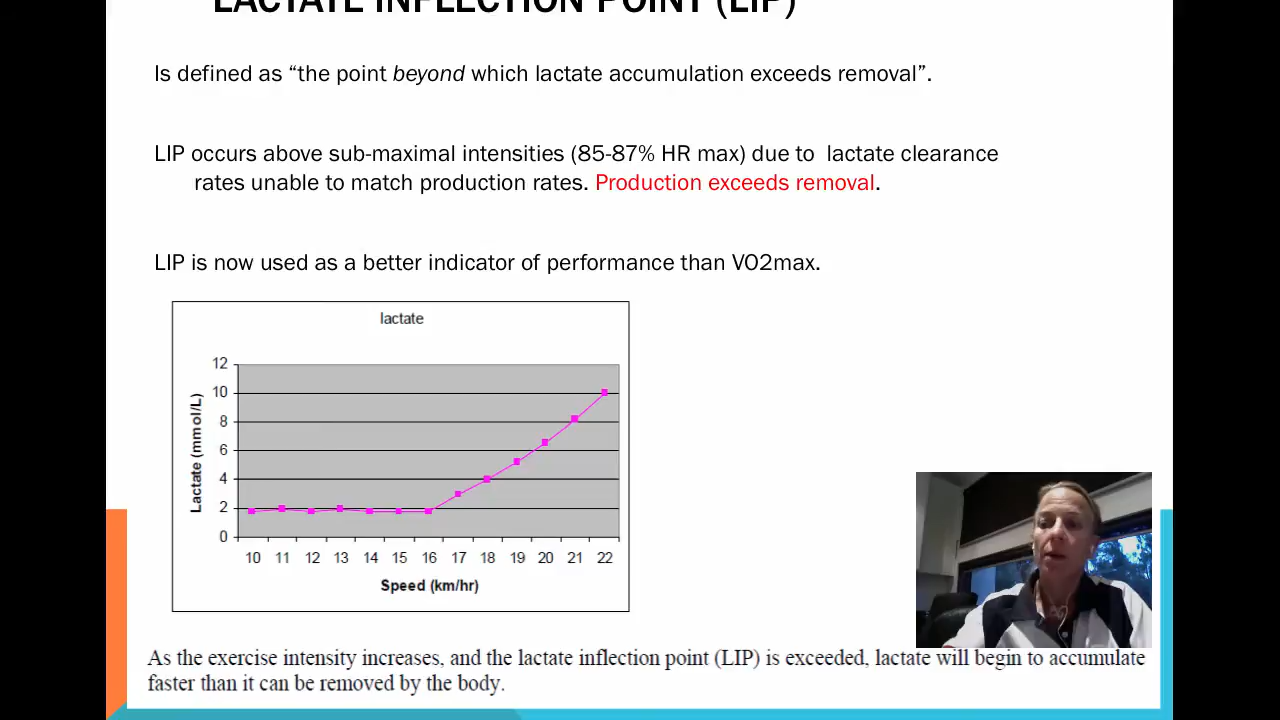 LACTATE INFLECTION POINT (LIP)
Is defined as “the point beyond which lactate accumulation exceeds removal”.
LIP occurs above sub-maximal intensities (85-87% HR max) due to  lactate clearance
rates unable to match production rates. Production exceeds removal.
LIP is now used as a better indicator of performance than VO2max.
lactate
12
10
8
6
4
2
0
Lactate (mmol/L)
10 11 12 13 14 15 16 17 18 19 20 21 22
Speed (km/hr)
As the exercise intensity increases, and the lactate inflection point (LIP) is exceeded, lactate will begin to accumulate
faster than it can be removed by the body.